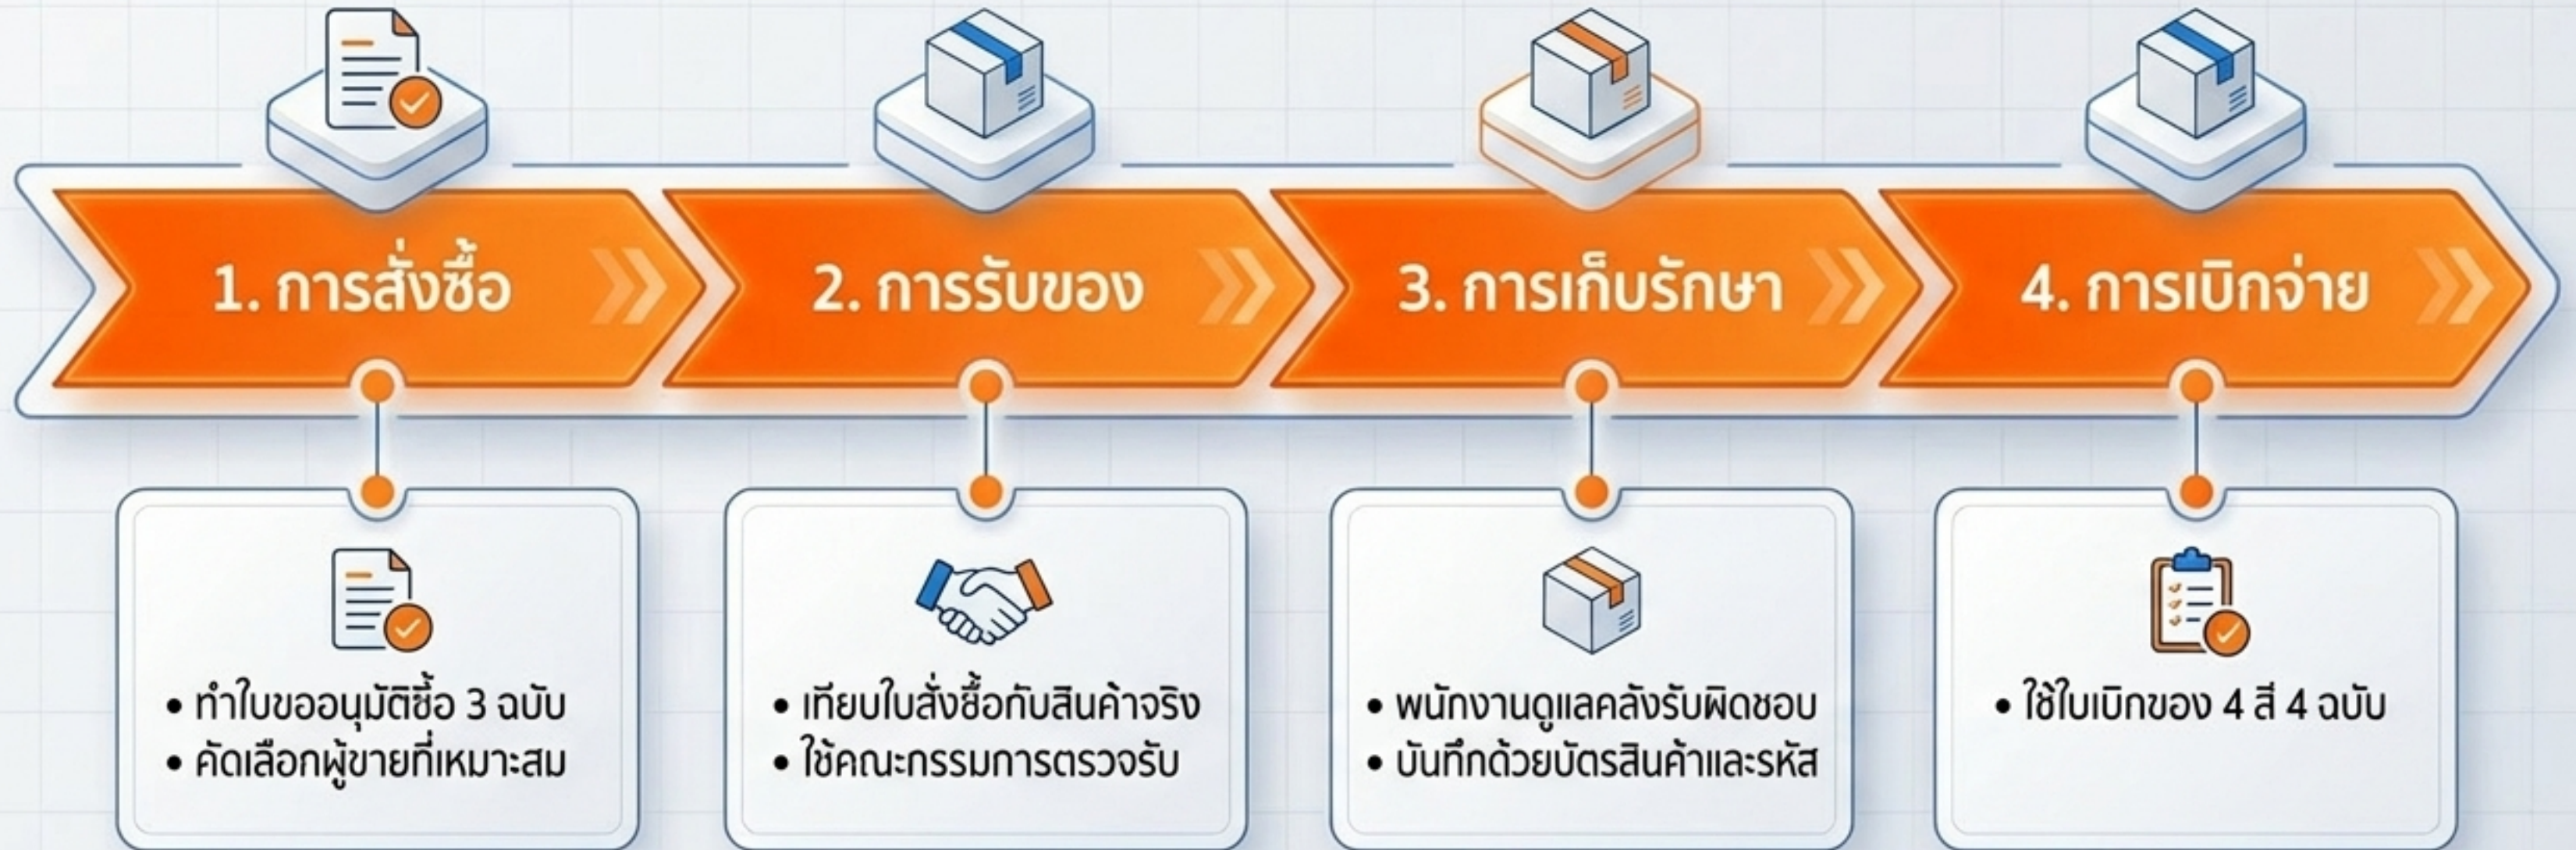 1. การสั่งซื้อ
2. การรับของ
3. การเก็บรักษา
4. การเบิกจ่าย
• ทำใบขออนุมัติซื้อ 3 ฉบับ
• คัดเลือกผู้ขายที่เหมาะสม
• เทียบใบสั่งซื้อกับสินค้าจริง
• ใช้คณะกรรมการตรวจรับ
• พนักงานดูแลคลังรับผิดชอบ
• บันทึกด้วยบัตรสินค้าและรหัส
• ใช้ใบเบิกของ 4 สี 4 ฉบับ